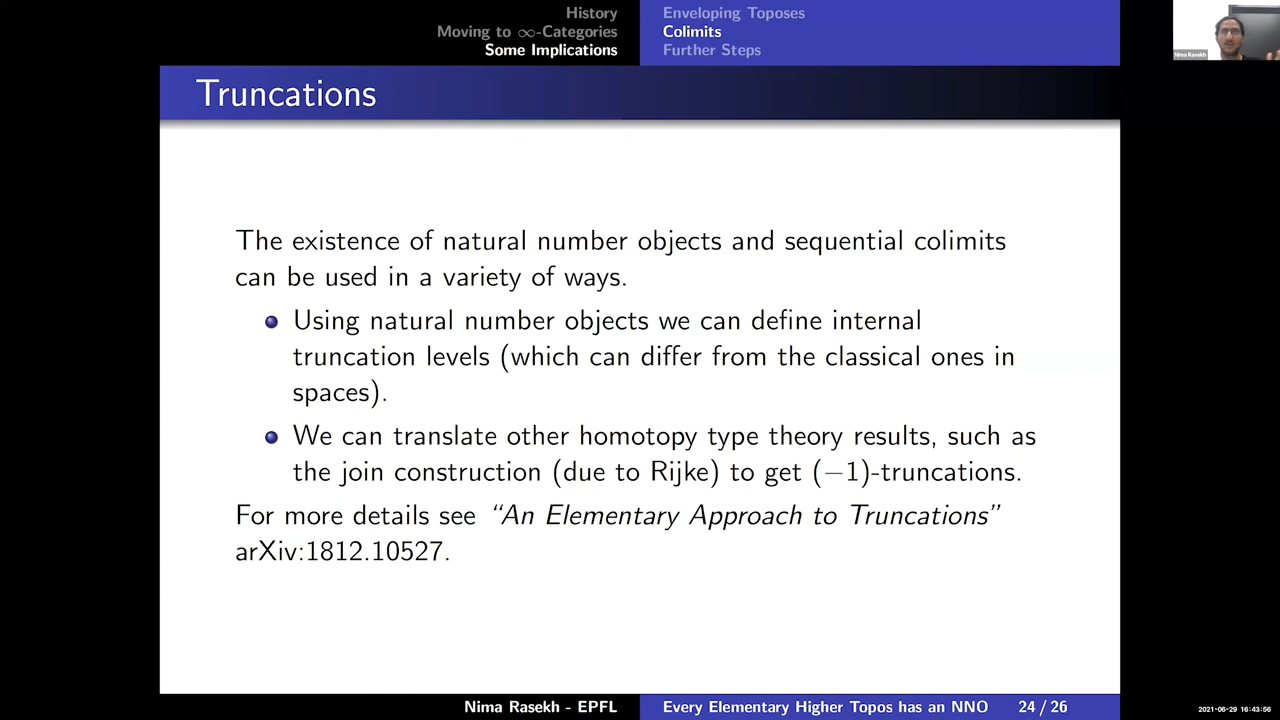 History
Moving to ∞-Categories
Some Implications
Enveloping Toposes
Colimits
Further Steps
Nima Rasekh
Truncations
The existence of natural number objects and sequential colimits
can be used in a variety of ways.
Using natural number objects we can define internal
truncation levels (which can differ from the classical ones in
spaces).
We can translate other homotopy type theory results, such as
the join construction (due to Rijke) to get (−1)-truncations.
For more details see “An Elementary Approach to Truncations”
arXiv:1812.10527.
Nima Rasekh - EPFL
Every Elementary Higher Topos has an NNO 24 / 26
2021-06-29 16:43:56